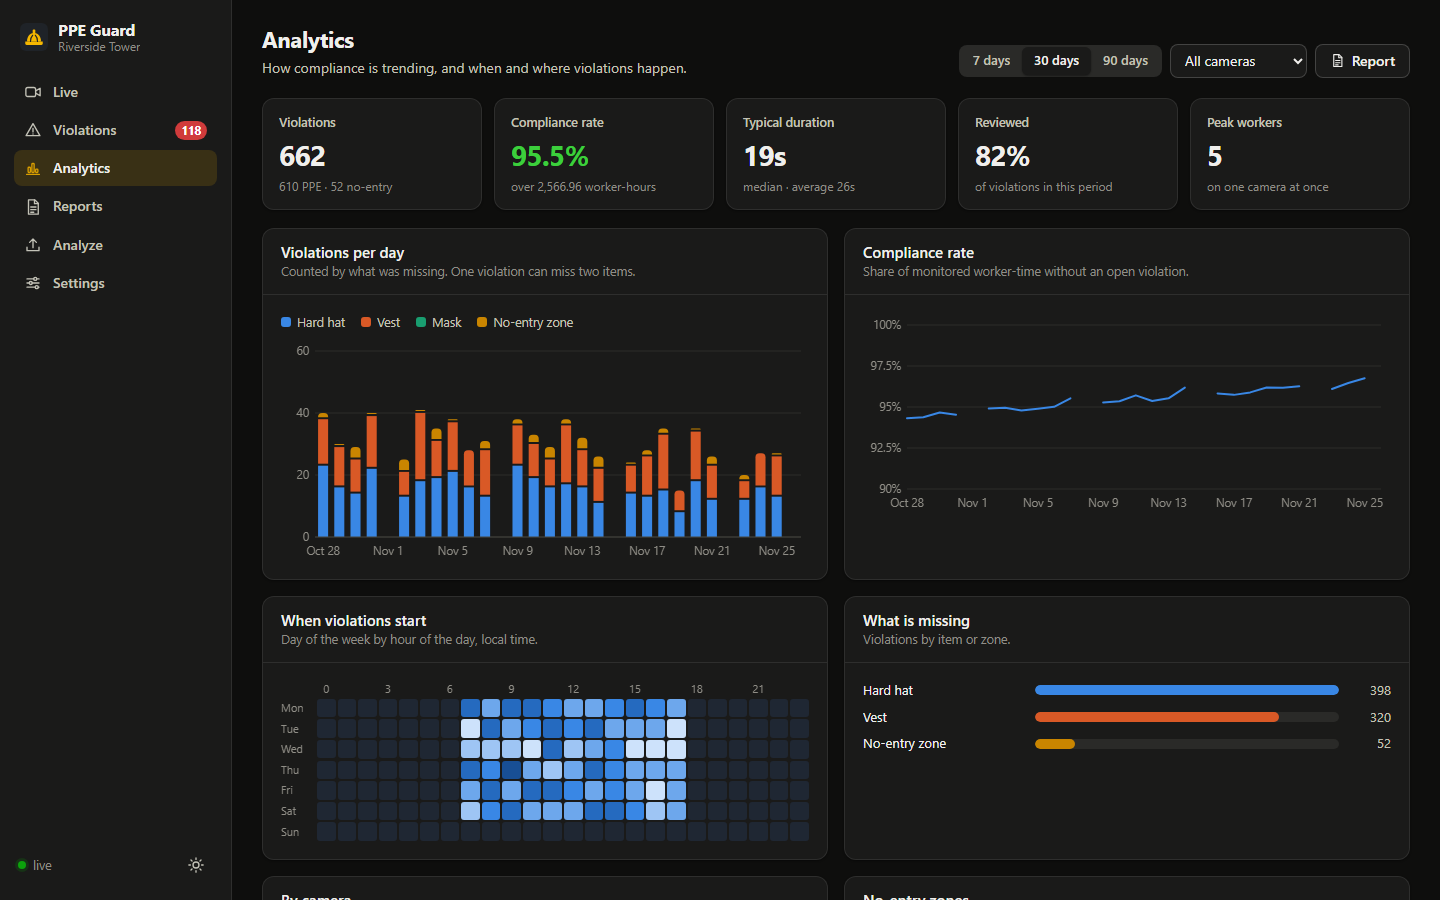 PPE Guard
Riverside Tower
Live
Violations 118
Analytics
Reports
Analyze
Settings
live
Analytics
How compliance is trending, and when and where violations happen.
7 days 30 days 90 days All cameras Report
Violations
662
610 PPE · 52 no-entry
Compliance rate
95.5%
over 2,566.96 worker-hours
Typical duration
19s
median · average 26s
Reviewed
82%
of violations in this period
Peak workers
5
on one camera at once
Violations per day
Counted by what was missing. One violation can miss two items.
Hard hat Vest Mask No-entry zone
60
40
20
0
Oct 28 Nov 1 Nov 5 Nov 9 Nov 13 Nov 17 Nov 21 Nov 25
Compliance rate
Share of monitored worker-time without an open violation.
100%
97.5%
95%
92.5%
90%
Oct 28 Nov 1 Nov 5 Nov 9 Nov 13 Nov 17 Nov 21 Nov 25
When violations start
Day of the week by hour of the day, local time.
0 3 6 9 12 15 18 21
Mon
Tue
Wed
Thu
Fri
Sat
Sun
What is missing
Violations by item or zone.
Hard hat 398
Vest 320
No-entry zone 52
By camera
No-entry zones